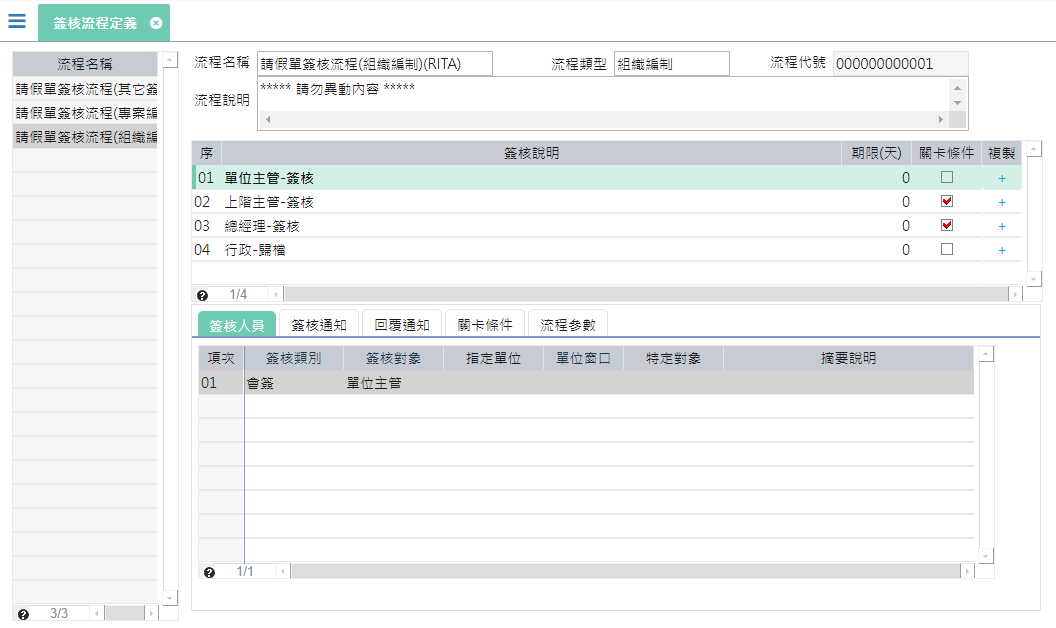 簽核流程定義
流程名稱
請假單簽核流程(其它簽
請假單簽核流程(專案編
請假單簽核流程(組織編
3/3
流程名稱 請假單簽核流程(組織編制)(RITA) 流程類型 組織編制 流程代號 000000000001
流程說明 ***** 請勿異動內容 *****
序 簽核說明 期限(天) 關卡條件 複製
01 單位主管-簽核 0 +
02 上階主管-簽核 0 +
03 總經理-簽核 0 +
04 行政-歸檔 0 +
1/4
簽核人員 簽核通知 回覆通知 關卡條件 流程參數
項次 簽核類別 簽核對象 指定單位 單位窗口 特定對象 摘要說明
01 會簽 單位主管
1/1